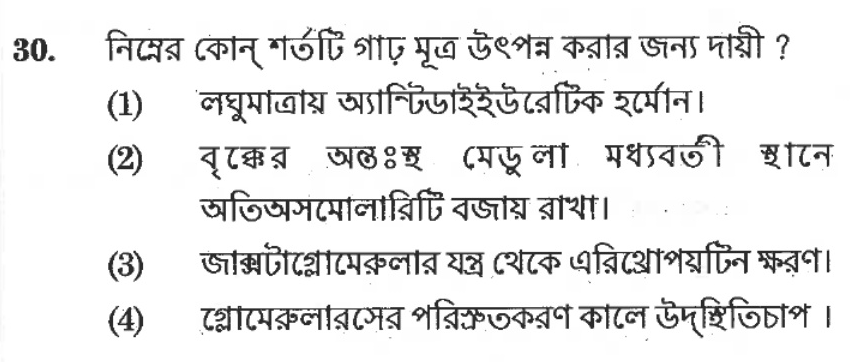 30. নিম্নের কোন্ শর্তটি গাঢ় মূত্র উৎপন্ন করার জন্য দায়ী ?
(1) লঘুমাত্রায় অ্যান্টিডাইইউরেটিক হর্মোন।
(2) বৃক্কের অন্তঃস্থ মেডুলা মধ্যবর্তী স্থানে
অতিঅসমোলারিটি বজায় রাখা।
(3) জাক্সটাগ্লোমেরুলার যন্ত্র থেকে এরিথ্রোপয়টিন ক্ষরণ।
(4) গ্লোমেরুলাররসের পরিস্রুতকরণ কালে উদ্‌স্থিতিচাপ ।